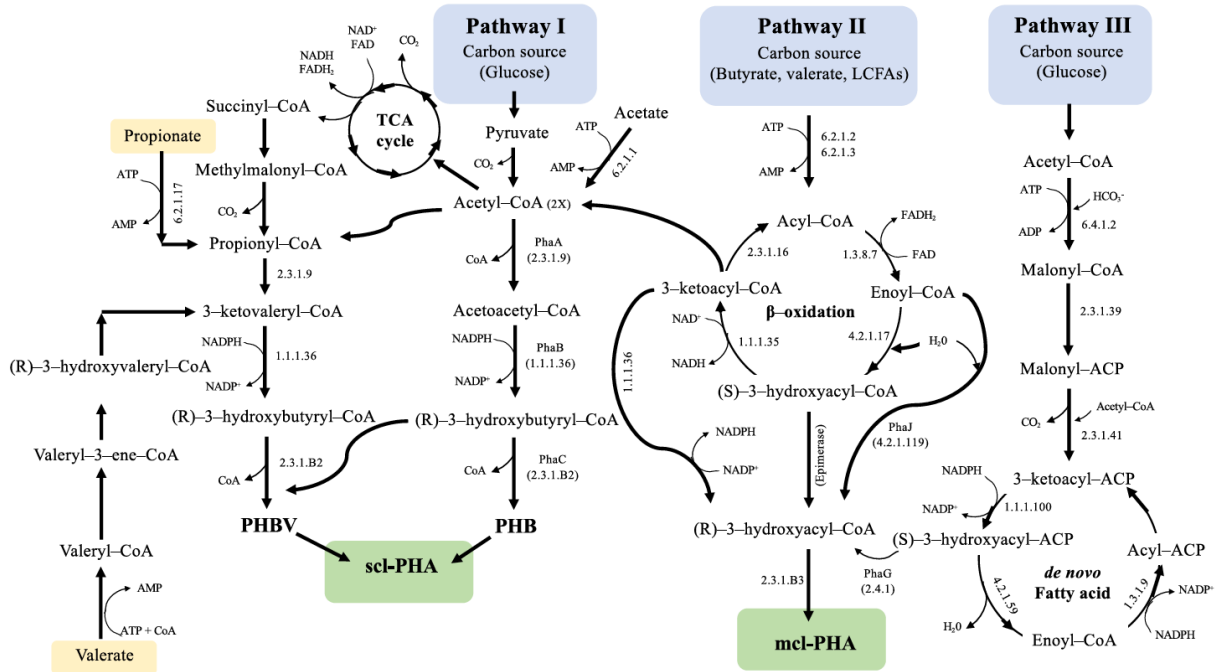 Pathway I
Carbon source
(Glucose)
Pathway II
Carbon source
(Butyrate, valerate, LCFAs)
Pathway III
Carbon source
(Glucose)
NAD⁺
FAD
NADH
FADH₂
CO₂
TCA
cycle
Succinyl–CoA
Propionate
ATP
AMP
6.2.1.17
Methylmalonyl–CoA
CO₂
Propionyl–CoA
2.3.1.9
3–ketovaleryl–CoA
NADPH
NADP⁺
1.1.1.36
(R)–3–hydroxyvaleryl–CoA
(R)–3–hydroxybutyryl–CoA
CoA
2.3.1.B2
PHBV
Valeryl–3–ene–CoA
Valeryl–CoA
AMP
ATP + CoA
Valerate
Pyruvate
CO₂
Acetate
ATP
AMP
6.2.1.1
Acetyl–CoA (2X)
CoA
PhaA
(2.3.1.9)
Acetoacetyl–CoA
NADPH
NADP⁺
PhaB
(1.1.1.36)
(R)–3–hydroxybutyryl–CoA
CoA
PhaC
(2.3.1.B2)
PHB
scl-PHA
ATP
AMP
6.2.1.2
6.2.1.3
Acyl–CoA
2.3.1.16
FADH₂
1.3.8.7
FAD
3–ketoacyl–CoA
Enoyl–CoA
β–oxidation
NAD⁺
NADH
1.1.1.35
4.2.1.17
H₂0
(S)–3–hydroxyacyl–CoA
1.1.1.36
NADPH
NADP⁺
(Epimerase)
PhaJ
(4.2.1.119)
(R)–3–hydroxyacyl–CoA
2.3.1.B3
mcl-PHA
Acetyl–CoA
ATP
ADP
HCO₃-
6.4.1.2
Malonyl–CoA
2.3.1.39
Malonyl–ACP
CO₂
Acetyl–CoA
2.3.1.41
3–ketoacyl–ACP
NADPH
NADP⁺
1.1.1.100
(S)–3–hydroxyacyl–ACP
PhaG
(2.4.1)
Acyl–ACP
de novo
Fatty acid
4.2.1.59
H₂0
Enoyl–CoA
1.3.1.9
NADP⁺
NADPH